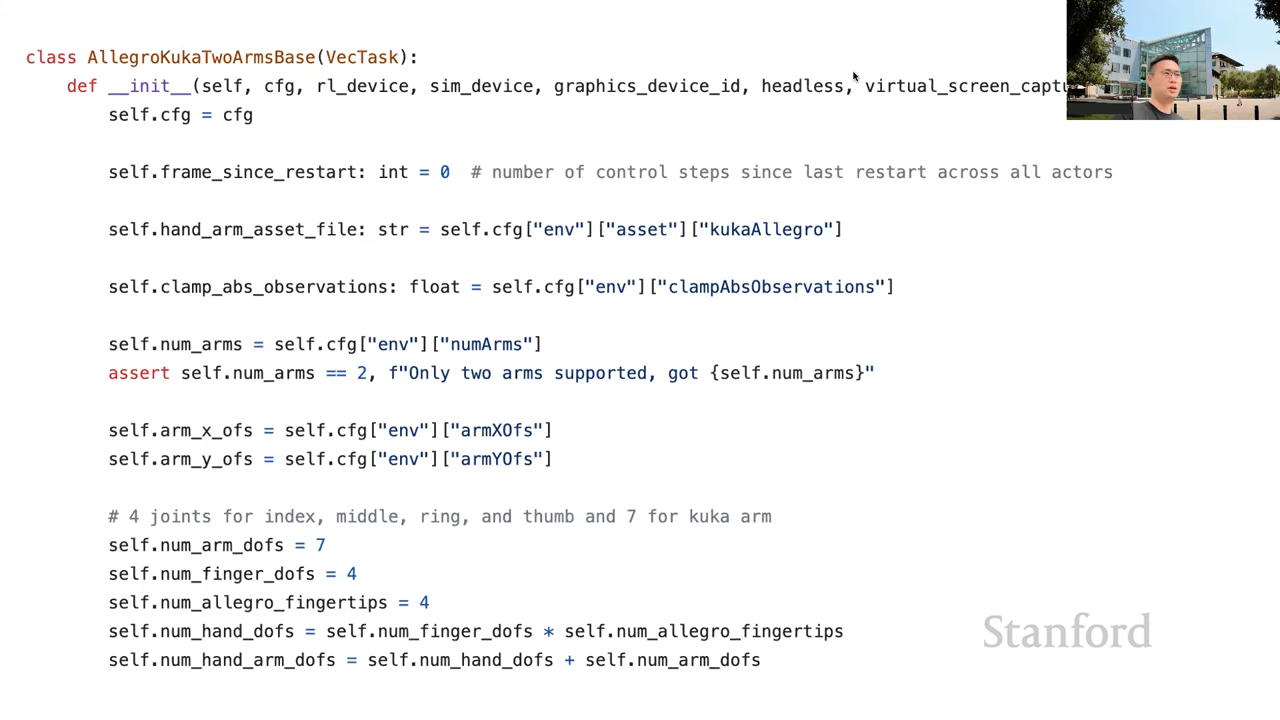 class AllegroKukaTwoArmsBase(VecTask):
def __init__(self, cfg, rl_device, sim_device, graphics_device_id, headless, virtual_screen_captu
self.cfg = cfg
self.frame_since_restart: int = 0  # number of control steps since last restart across all actors
self.hand_arm_asset_file: str = self.cfg["env"]["asset"]["kukaAllegro"]
self.clamp_abs_observations: float = self.cfg["env"]["clampAbsObservations"]
self.num_arms = self.cfg["env"]["numArms"]
assert self.num_arms == 2, f"Only two arms supported, got {self.num_arms}"
self.arm_x_ofs = self.cfg["env"]["armXOfs"]
self.arm_y_ofs = self.cfg["env"]["armYOfs"]
# 4 joints for index, middle, ring, and thumb and 7 for kuka arm
self.num_arm_dofs = 7
self.num_finger_dofs = 4
self.num_allegro_fingertips = 4
self.num_hand_dofs = self.num_finger_dofs * self.num_allegro_fingertips
self.num_hand_arm_dofs = self.num_hand_dofs + self.num_arm_dofs
Stanford